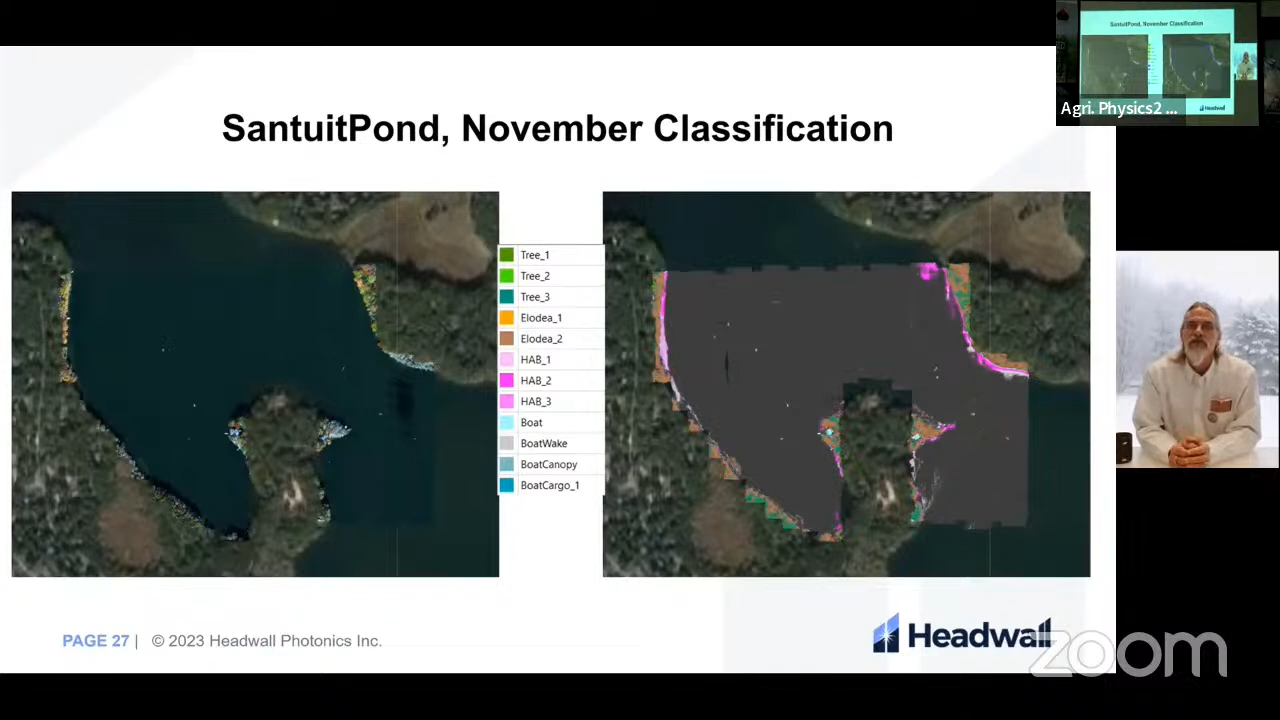 SantuitPond, November Classification
Tree_1
Tree_2
Tree_3
Elodea_1
Elodea_2
HAB_1
HAB_2
HAB_3
Boat
BoatWake
BoatCanopy
BoatCargo_1
PAGE 27 | © 2023 Headwall Photonics Inc.
Headwall
zoom
SantuitPond, November Classification
Headwall
Agri. Physics2 ...